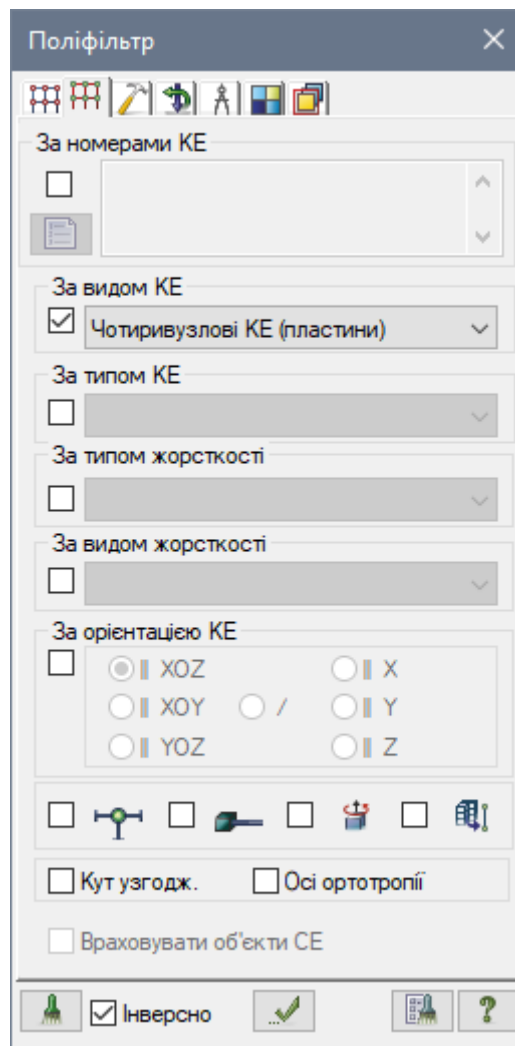 Поліфільтр
За номерами КЕ
За видом КЕ
Чотиривузлові КЕ (пластини)
За типом КЕ
За типом жорсткості
За видом жорсткості
За орієнтацією КЕ
|| XOZ || X
|| XOY / || Y
|| YOZ || Z
Кут узгодж. Осі ортотропії
Враховувати об'єкти СЕ
Інверсно ?